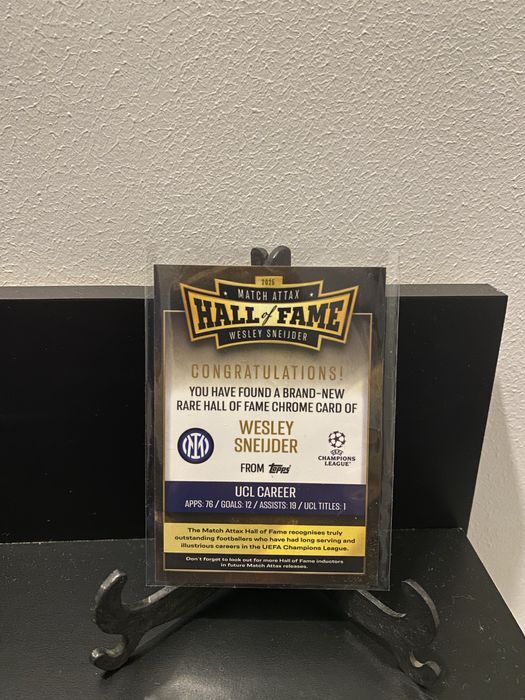 2025
MATCH ATTAX
HALL of FAME
WESLEY SNEIJDER
CONGRATULATIONS!
YOU HAVE FOUND A BRAND-NEW
RARE HALL OF FAME CHROME CARD OF
WESLEY
SNEIJDER
FROM Topps
UEFA
CHAMPIONS
LEAGUE
UCL CAREER
APPS: 76 / GOALS: 12 / ASSISTS: 19 / UCL TITLES: 1
The Match Attax Hall of Fame recognises truly
outstanding footballers who have had long serving and
illustrious careers in the UEFA Champions League.
Don't forget to look out for more Hall of Fame inductors
in future Match Attax releases.